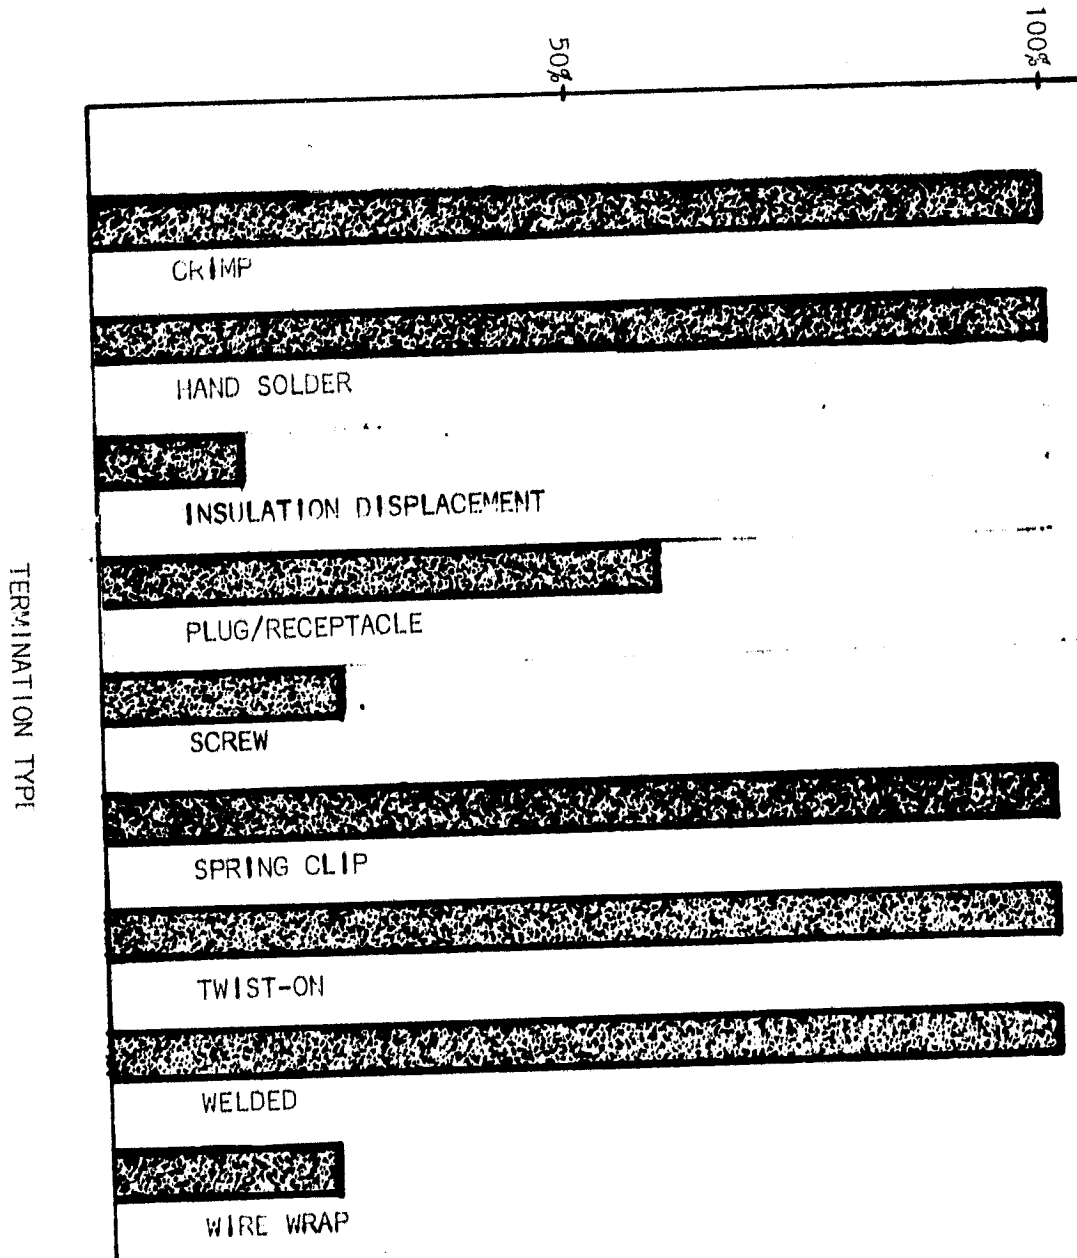 50%
100%
CRIMP
HAND SOLDER
INSULATION DISPLACEMENT
PLUG/RECEPTACLE
SCREW
SPRING CLIP
TWIST-ON
WELDED
WIRE WRAP
TERMINATION TYPE